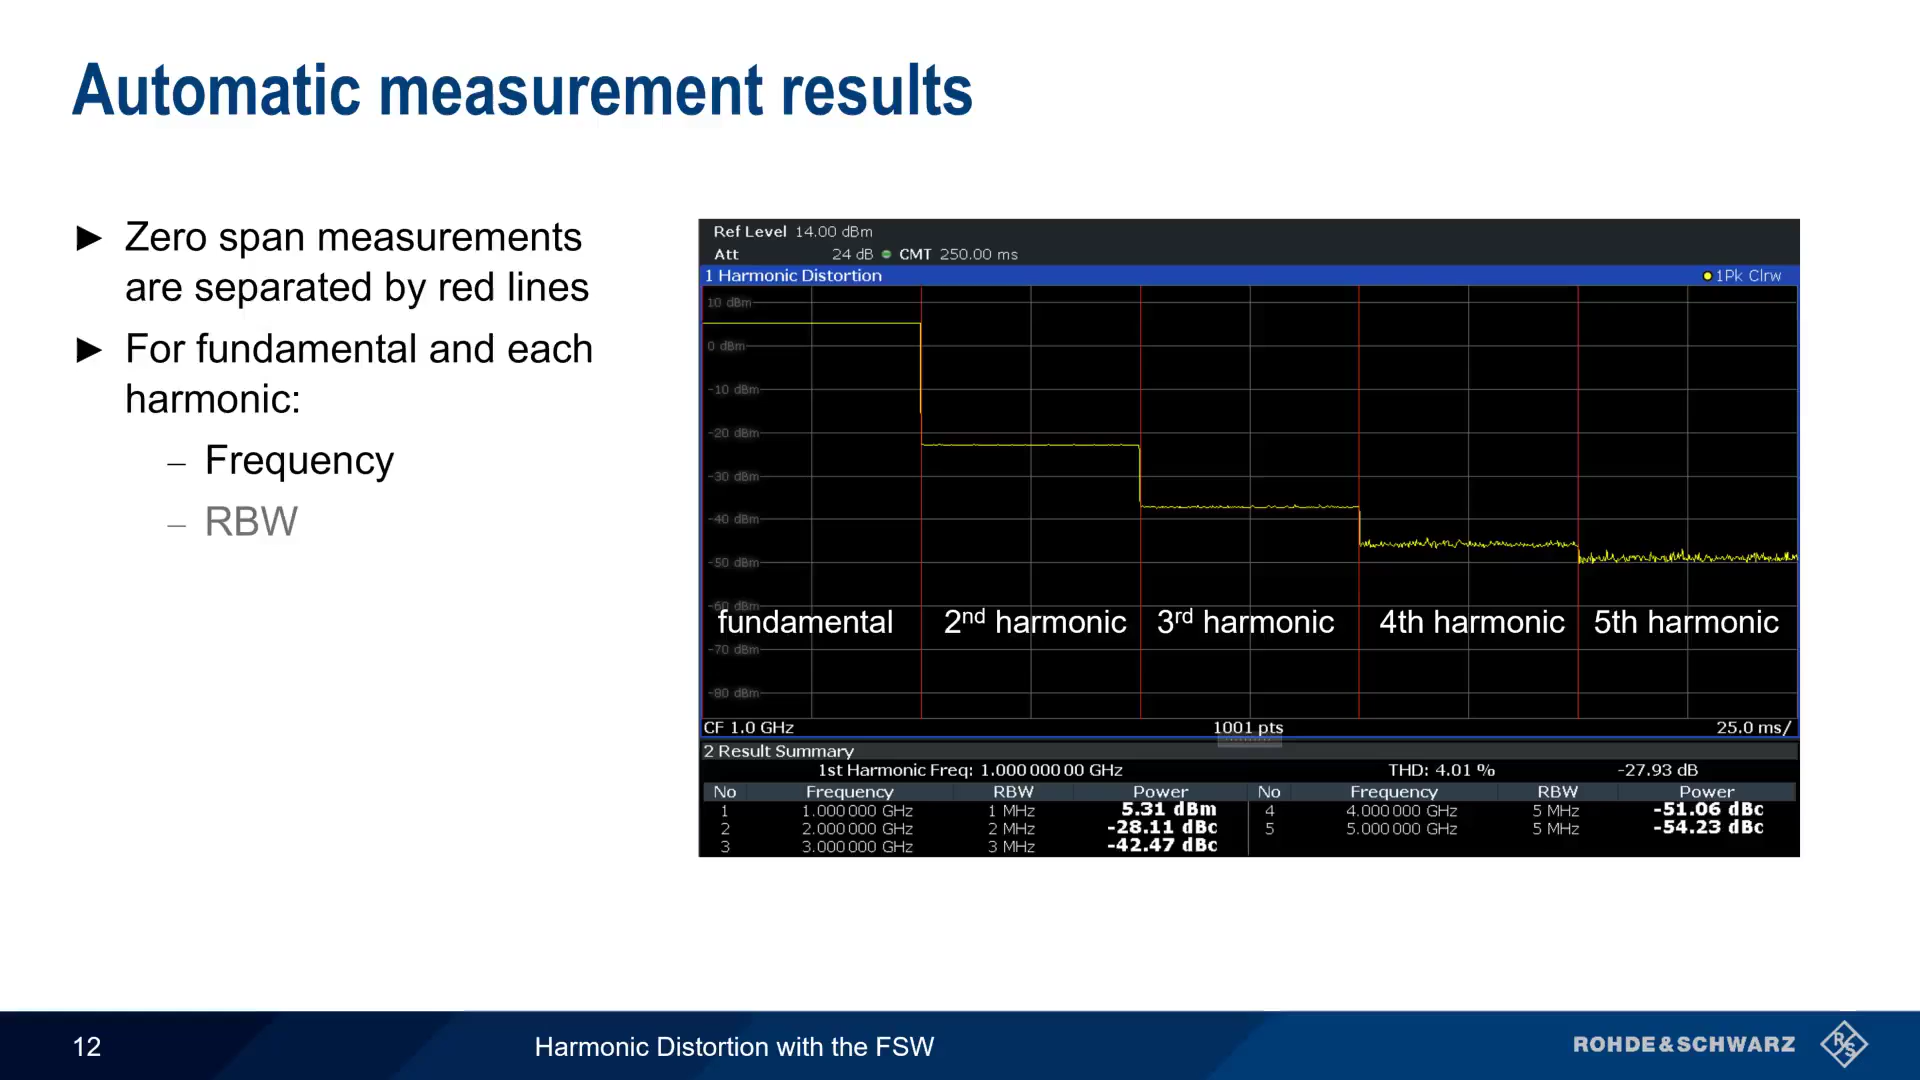 Automatic measurement results
► Zero span measurements
are separated by red lines
► For fundamental and each
harmonic:
– Frequency
– RBW
Ref Level 14.00 dBm
Att 24 dB CMT 250.00 ms
1 Harmonic Distortion 1Pk Clrw
10 dBm
0 dBm
-10 dBm
-20 dBm
-30 dBm
-40 dBm
-50 dBm
-60 dBm
fundamental 2nd harmonic 3rd harmonic 4th harmonic 5th harmonic
-70 dBm
-80 dBm
CF 1.0 GHz 1001 pts 25.0 ms/
2 Result Summary
1st Harmonic Freq: 1.000 000 00 GHz THD: 4.01 % -27.93 dB
No Frequency RBW Power No Frequency RBW Power
1 1.000 000 GHz 1 MHz 5.31 dBm 4 4.000 000 GHz 5 MHz -51.06 dBc
2 2.000 000 GHz 2 MHz -28.11 dBc 5 5.000 000 GHz 5 MHz -54.23 dBc
3 3.000 000 GHz 3 MHz -42.47 dBc
12 Harmonic Distortion with the FSW ROHDE&SCHWARZ R&S